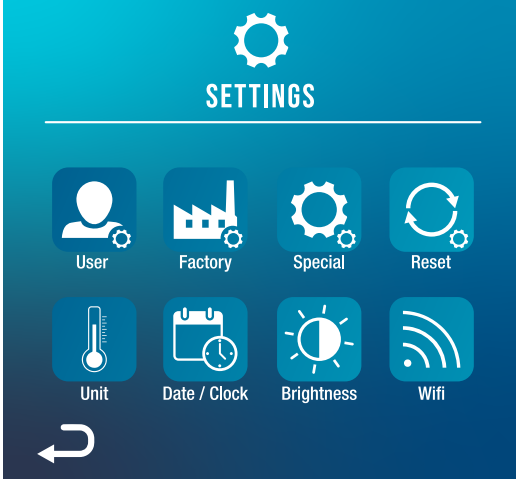 SETTINGS
User Factory Special Reset
Unit Date / Clock Brightness Wifi